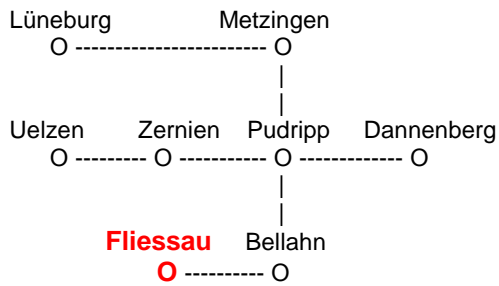 Lüneburg Metzingen
O ------------------------ O
|
|
Uelzen Zernien Pudripp Dannenberg
O --------- O ----------- O ------------- O
|
|
Fliessau Bellahn
O ---------- O